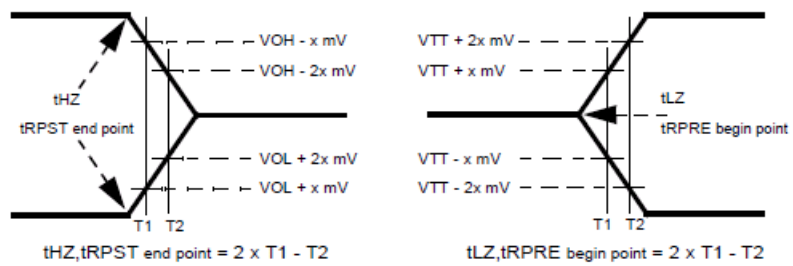 VOH - x mV
VOH - 2x mV
tHZ
tRPST end point
VOL + 2x mV
VOL + x mV
T1 T2
tHZ,tRPST end point = 2 x T1 - T2
VTT + 2x mV
VTT + x mV
tLZ
tRPRE begin point
VTT - x mV
VTT - 2x mV
T1 T2
tLZ,tRPRE begin point = 2 x T1 - T2